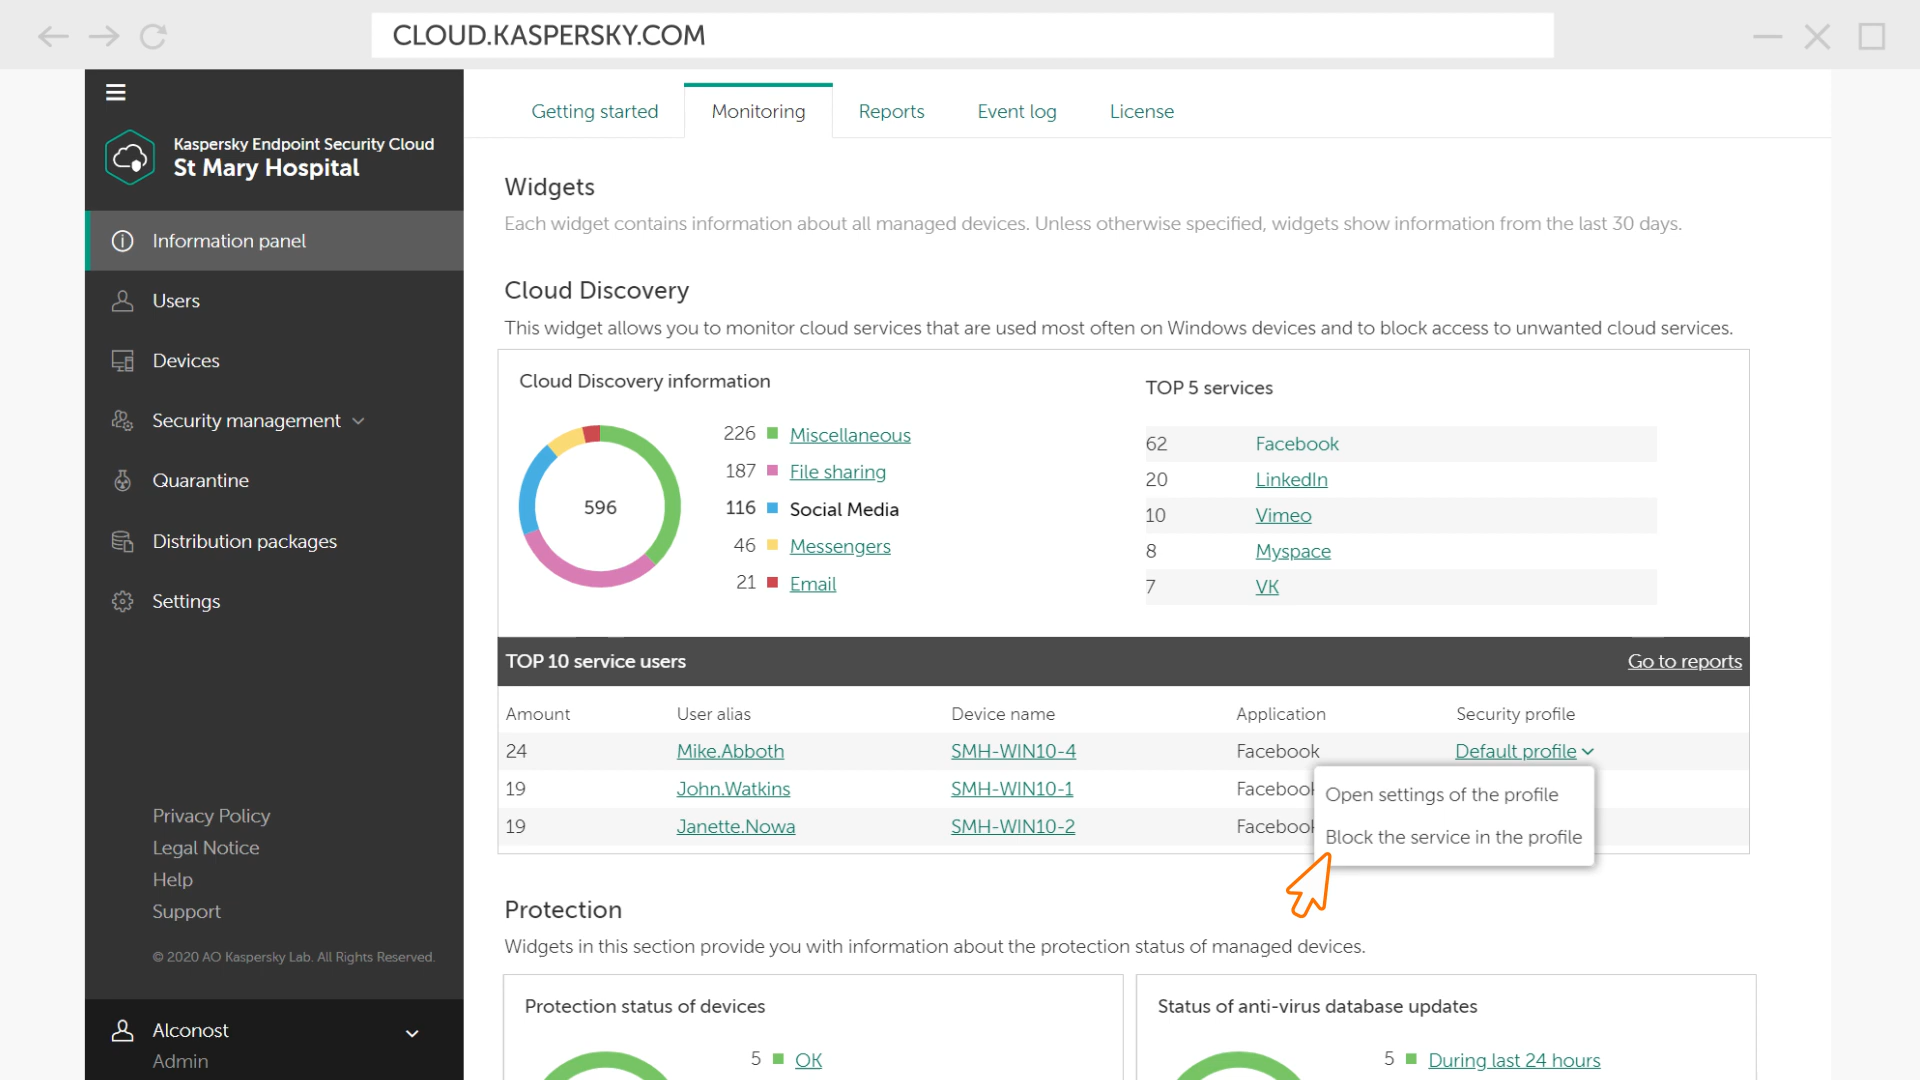 CLOUD.KASPERSKY.COM
Kaspersky Endpoint Security Cloud
St Mary Hospital
Information panel
Users
Devices
Security management
Quarantine
Distribution packages
Settings
Privacy Policy
Legal Notice
Help
Support
© 2020 AO Kaspersky Lab. All Rights Reserved.
Alconost
Admin
Getting started Monitoring Reports Event log License
Widgets
Each widget contains information about all managed devices. Unless otherwise specified, widgets show information from the last 30 days.
Cloud Discovery
This widget allows you to monitor cloud services that are used most often on Windows devices and to block access to unwanted cloud services.
Cloud Discovery information
596
226 Miscellaneous
187 File sharing
116 Social Media
46 Messengers
21 Email
TOP 5 services
62 Facebook
20 LinkedIn
10 Vimeo
8 Myspace
7 VK
TOP 10 service users Go to reports
Amount User alias Device name Application Security profile
24 Mike.Abboth SMH-WIN10-4 Facebook Default profile
19 John.Watkins SMH-WIN10-1 Facebook
19 Janette.Nowa SMH-WIN10-2 Facebook
Open settings of the profile
Block the service in the profile
Protection
Widgets in this section provide you with information about the protection status of managed devices.
Protection status of devices
5 OK
Status of anti-virus database updates
5 During last 24 hours